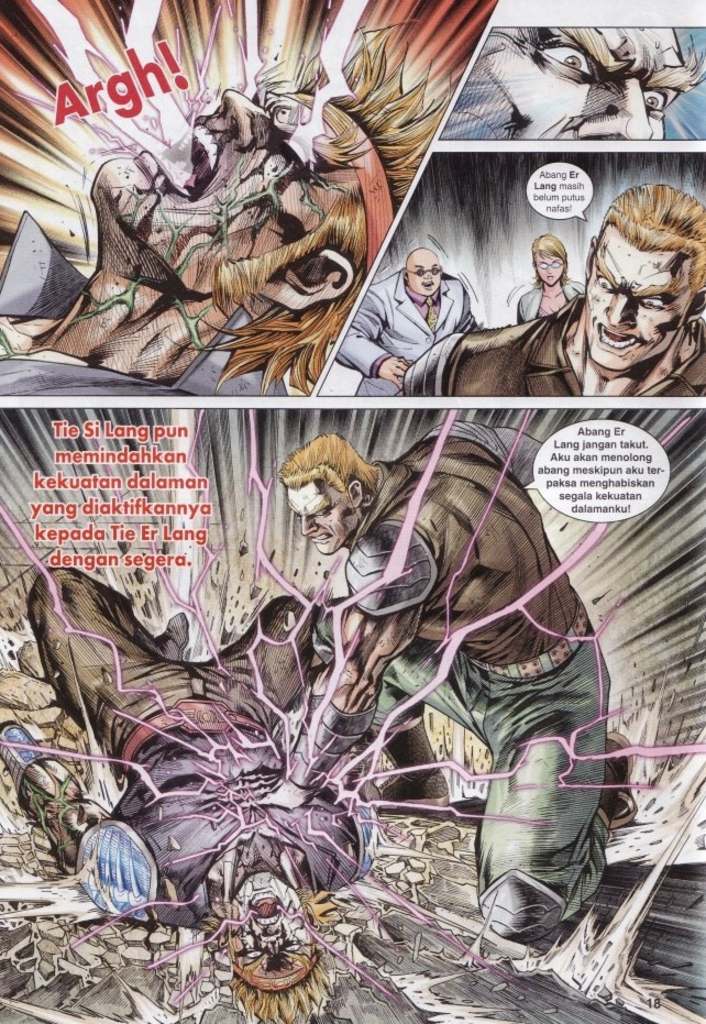 Argh!
Abang Er
Lang masih
belum putus
nafas!
Tie Si Lang pun
memindahkan
kekuatan dalaman
yang diaktifkannya
kepada Tie Er Lang
dengan segera.
Abang Er
Lang jangan takut.
Aku akan menolong
abang meskipun aku ter-
paksa menghabiskan
segala kekuatan
dalamanku!
18